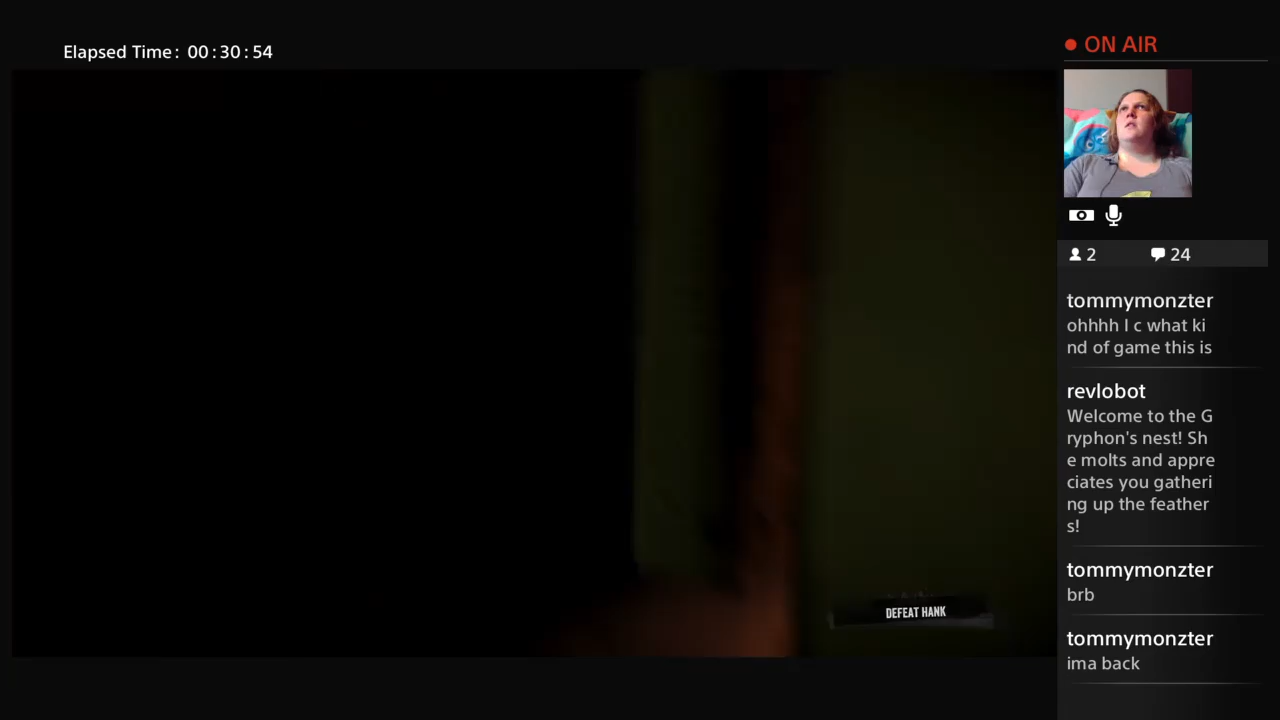 Elapsed Time: 00:30:54
ON AIR
2 24
tommymonzter
ohhhh I c what ki
nd of game this is
revlobot
Welcome to the G
ryphon's nest! Sh
e molts and appre
ciates you gatheri
ng up the feather
s!
tommymonzter
brb
tommymonzter
ima back
DEFEAT HANK